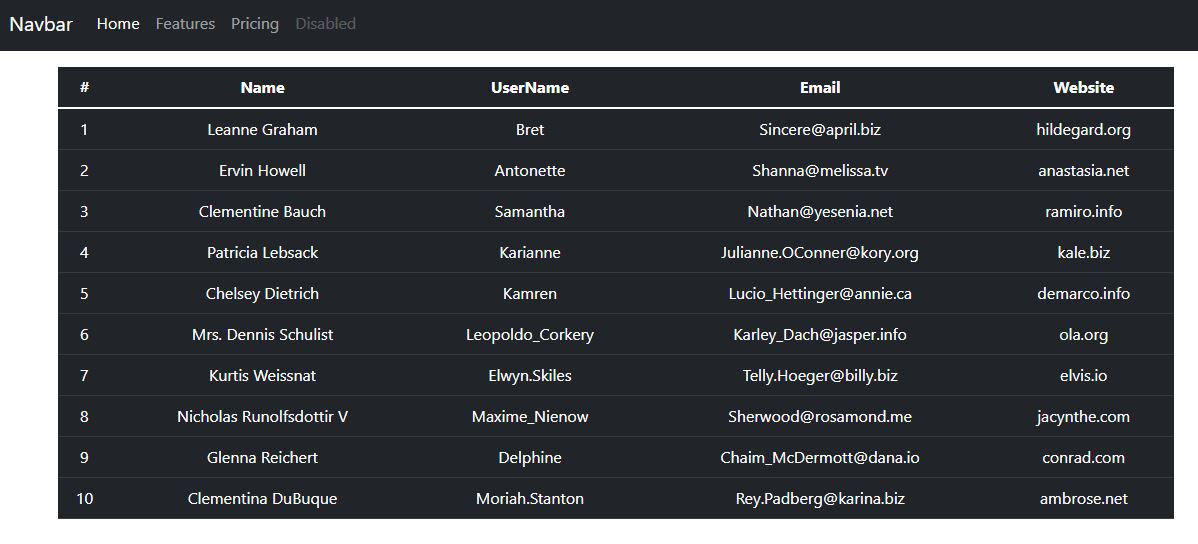 Navbar Home Features Pricing Disabled
# Name UserName Email Website
1 Leanne Graham Bret Sincere@april.biz hildegard.org
2 Ervin Howell Antonette Shanna@melissa.tv anastasia.net
3 Clementine Bauch Samantha Nathan@yesenia.net ramiro.info
4 Patricia Lebsack Karianne Julianne.OConner@kory.org kale.biz
5 Chelsey Dietrich Kamren Lucio_Hettinger@annie.ca demarco.info
6 Mrs. Dennis Schulist Leopoldo_Corkery Karley_Dach@jasper.info ola.org
7 Kurtis Weissnat Elwyn.Skiles Telly.Hoeger@billy.biz elvis.io
8 Nicholas Runolfsdottir V Maxime_Nienow Sherwood@rosamond.me jacynthe.com
9 Glenna Reichert Delphine Chaim_McDermott@dana.io conrad.com
10 Clementina DuBuque Moriah.Stanton Rey.Padberg@karina.biz ambrose.net